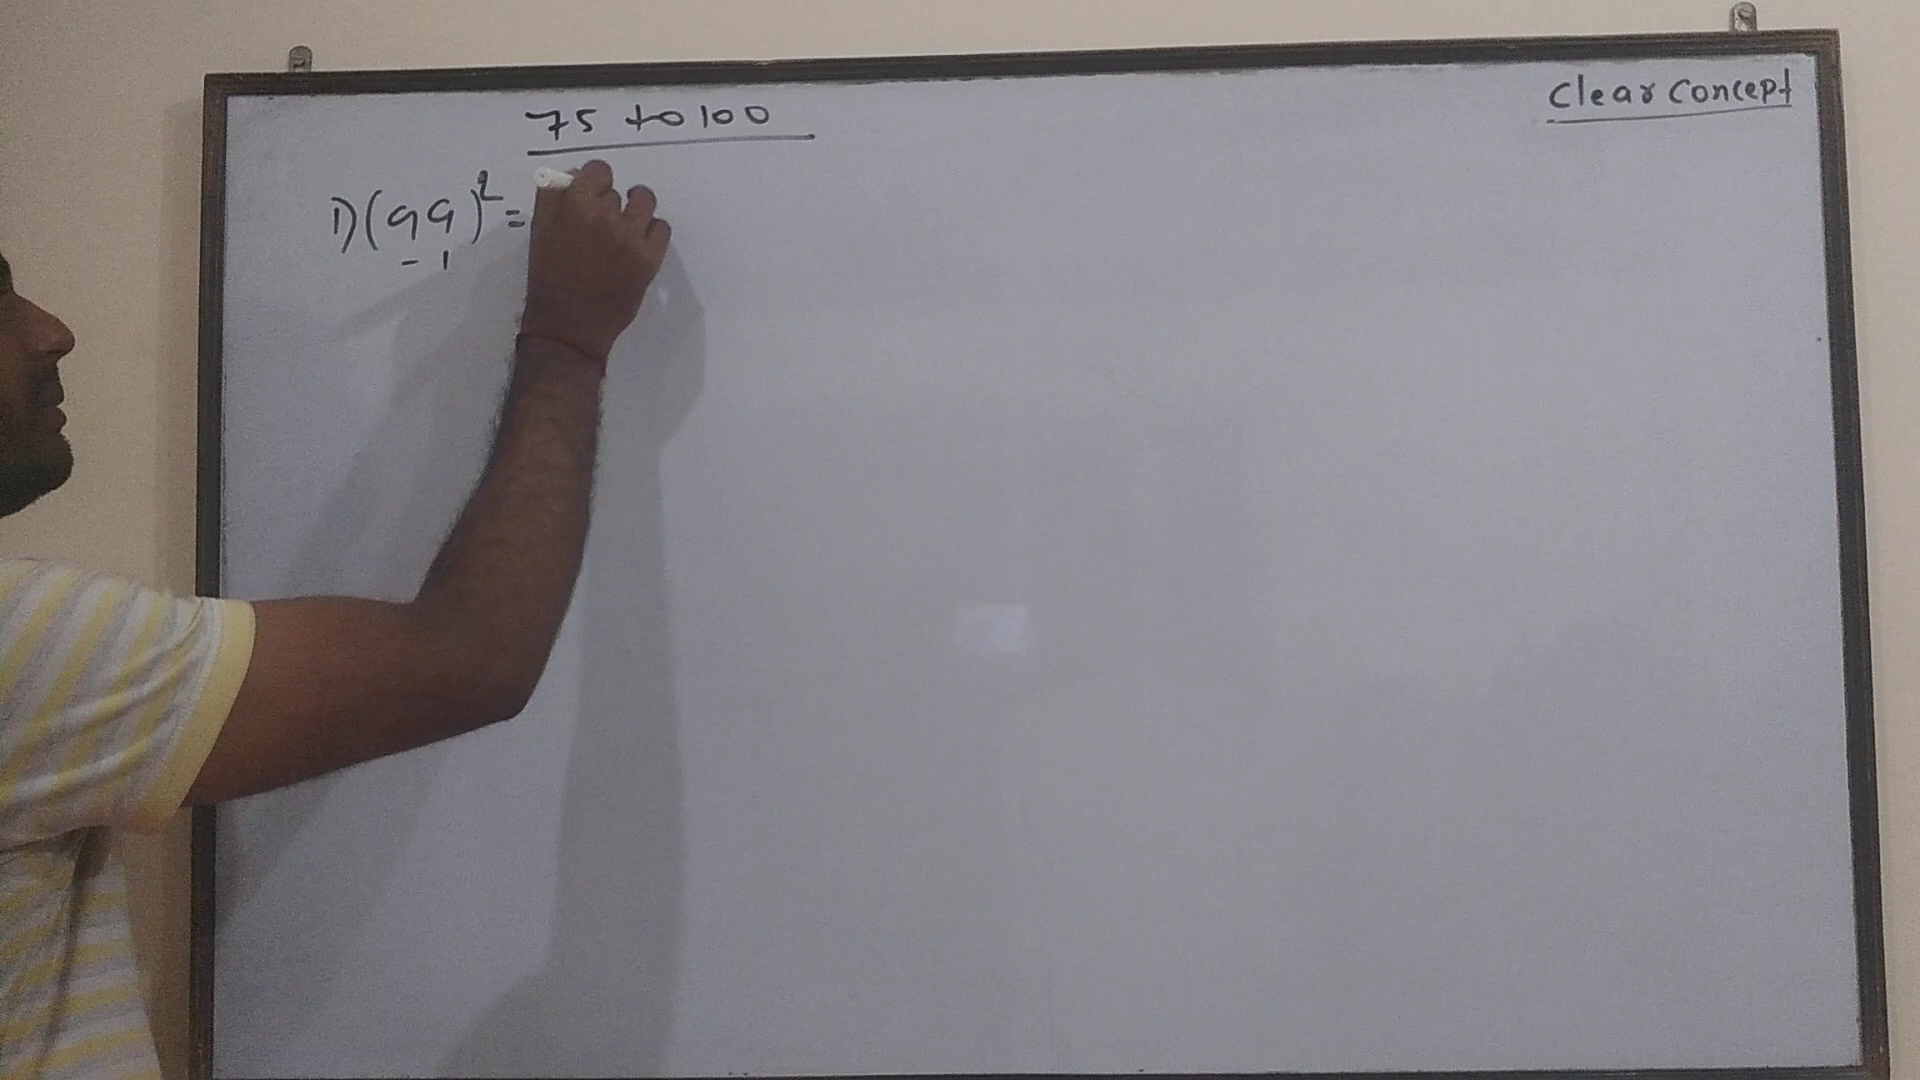 75 to 100
Clear Concept
1) (99)² =
- 1